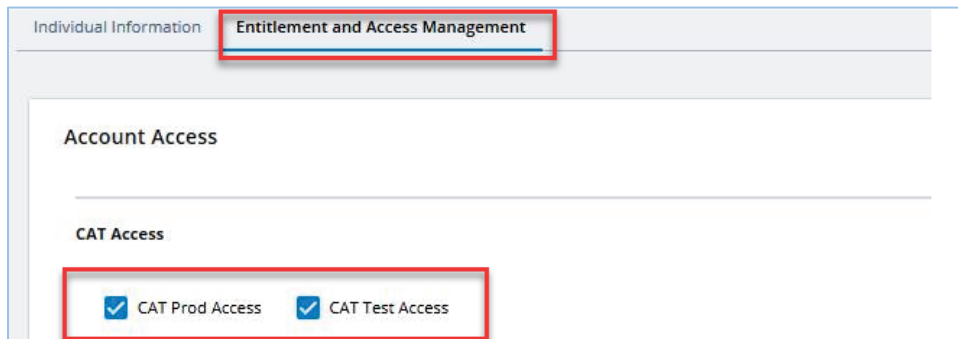 Individual Information Entitlement and Access Management
Account Access
CAT Access
CAT Prod Access CAT Test Access